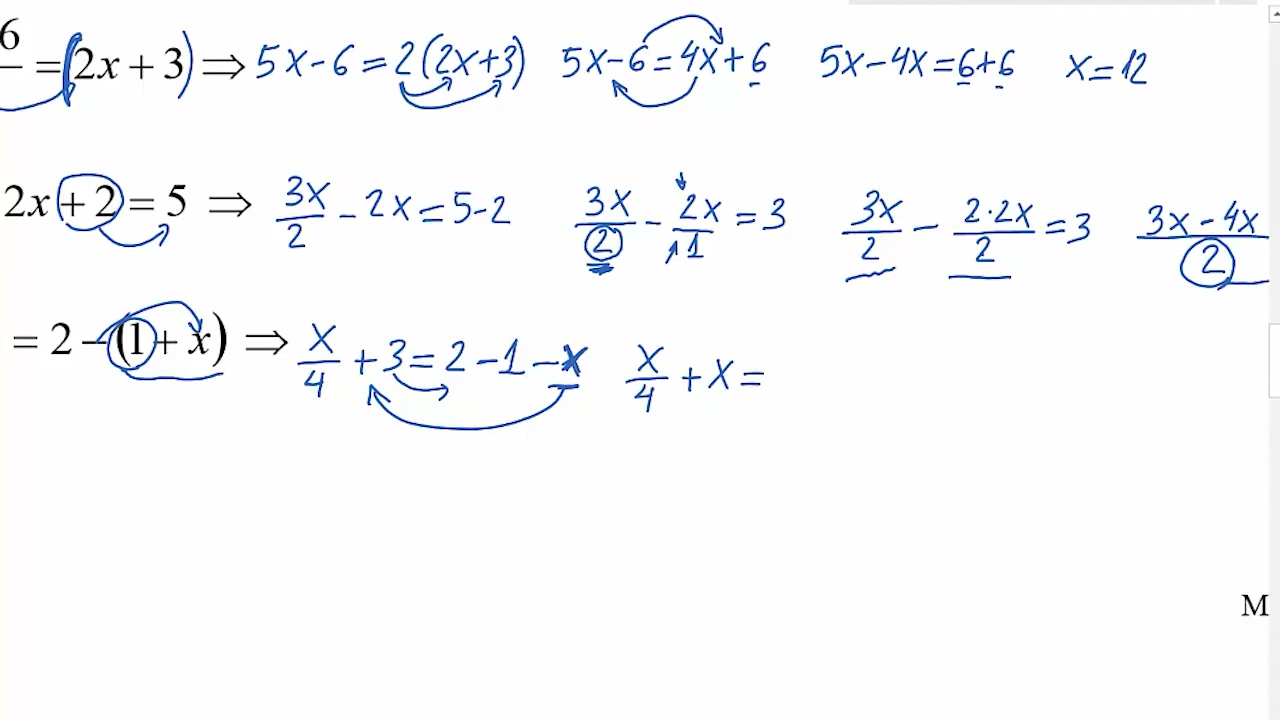 6/ = (2x + 3) ⇒ 5x - 6 = 2(2x+3) 5x - 6 = 4x + 6 5x - 4x = 6 + 6 x = 12
2x + 2 = 5 ⇒ 3x/2 - 2x = 5 - 2 3x/2 - 2x/1 = 3 3x/2 - 2·2x/2 = 3 3x - 4x/2
= 2 - (1 + x) ⇒ x/4 + 3 = 2 - 1 - x x/4 + x =
M